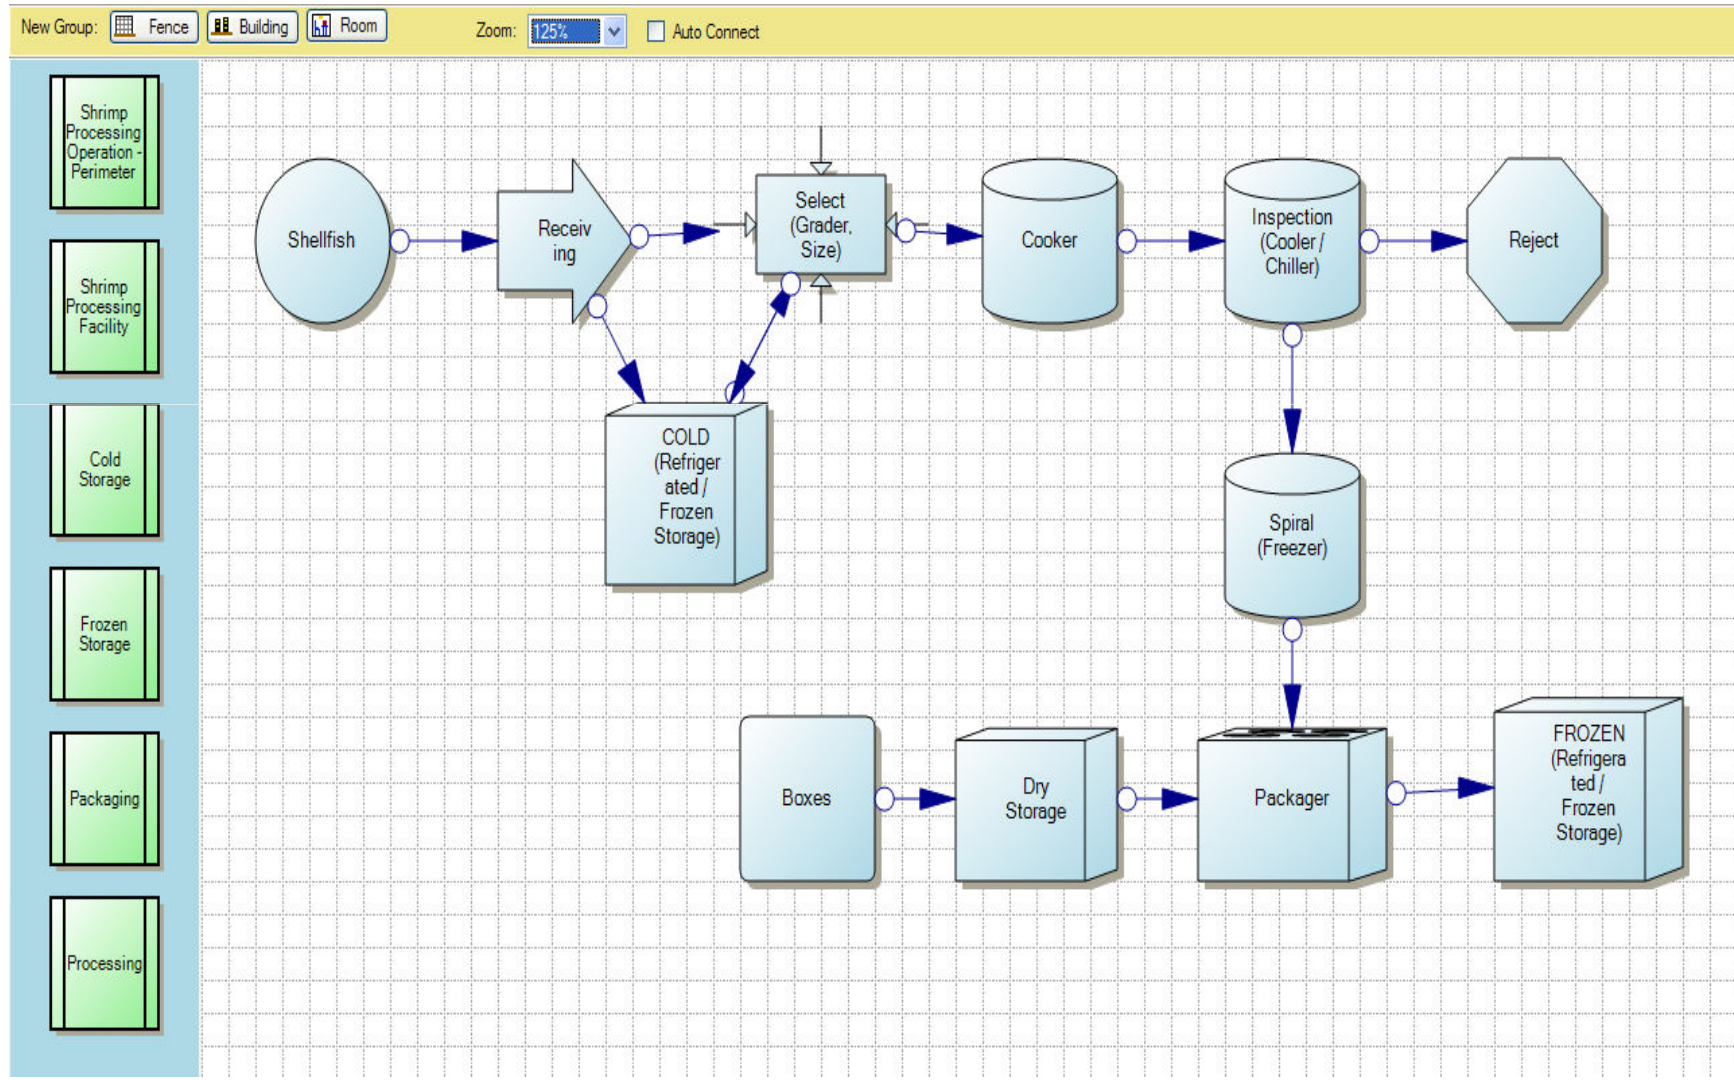 New Group: Fence Building Room Zoom: 125% Auto Connect
Shrimp
Processing
Operation -
Perimeter
Shrimp
Processing
Facility
Cold
Storage
Frozen
Storage
Packaging
Processing
Shellfish
Receiv
ing
Select
(Grader,
Size)
Cooker
Inspection
(Cooler /
Chiller)
Reject
COLD
(Refriger
ated /
Frozen
Storage)
Spiral
(Freezer)
Boxes
Dry
Storage
Packager
FROZEN
(Refrigera
ted /
Frozen
Storage)